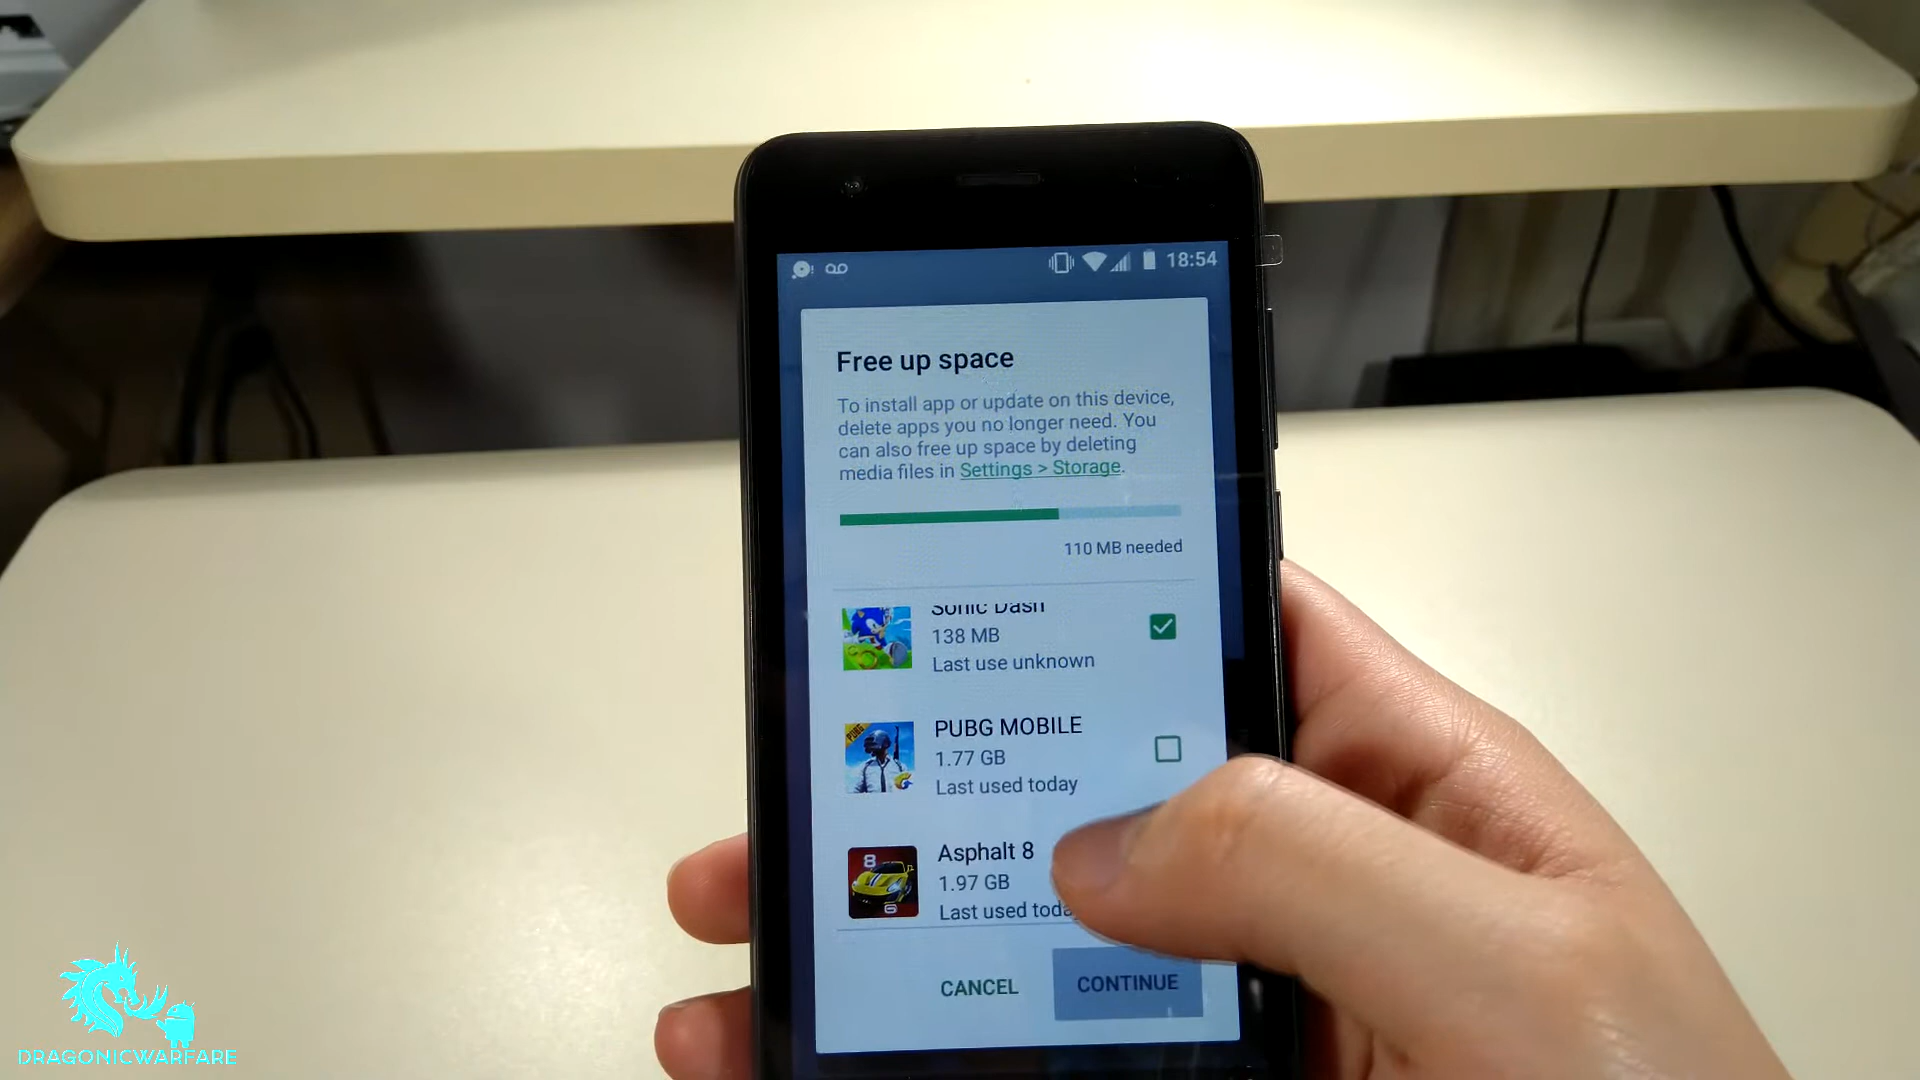 18:54
Free up space
To install app or update on this device,
delete apps you no longer need. You
can also free up space by deleting
media files in Settings > Storage.
110 MB needed
Sonic Dash
138 MB
Last use unknown
PUBG
PUBG MOBILE
1.77 GB
Last used today
8
Asphalt 8
1.97 GB
Last used toda
CANCEL
CONTINUE
DRAGONICWARFARE